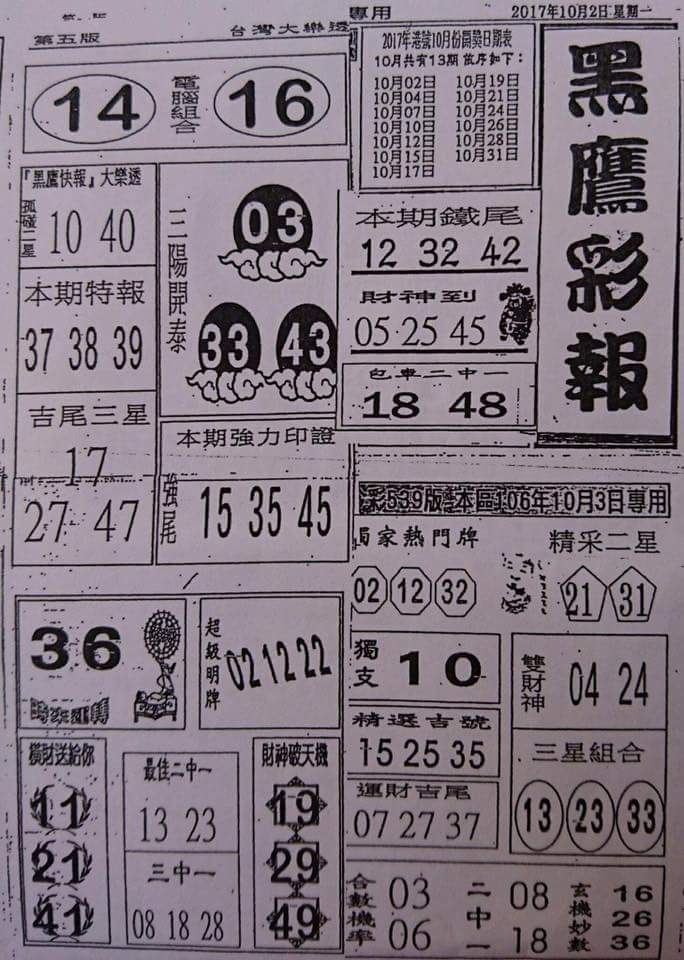 專用
2017年10月2日 星期一
第五版
台灣大樂透
14
電腦組合
16
2017年港號10月份開獎日期表
10月共有13期 依序如下：
10月02日 10月19日
10月04日 10月21日
10月07日 10月24日
10月10日 10月26日
10月12日 10月28日
10月15日 10月31日
10月17日
黑鷹彩報
『黑鷹快報』大樂透
孤碰二星
10 40
本期特報
37 38 39
吉尾三星
17
27 47
三陽開泰
03
33 43
本期強力印證
強尾
15 35 45
本期鐵尾
12 32 42
財神到
05 25 45
包車二中一
18 48
彩539版 本區106年10月3日專用
獨家熱門牌
02 12 32
精采二星
21 31
36
時來運轉
超級明牌
02 12 22
獨支
10
雙財神
04 24
精選吉號
15 25 35
三星組合
13 23 33
運財吉尾
07 27 37
橫財送給你
11
21
41
最佳二中一
13 23
三中一
08 18 28
財神破天機
19
29
49
合數機率
03
06
二中一
08
18
玄機妙數
16
26
36